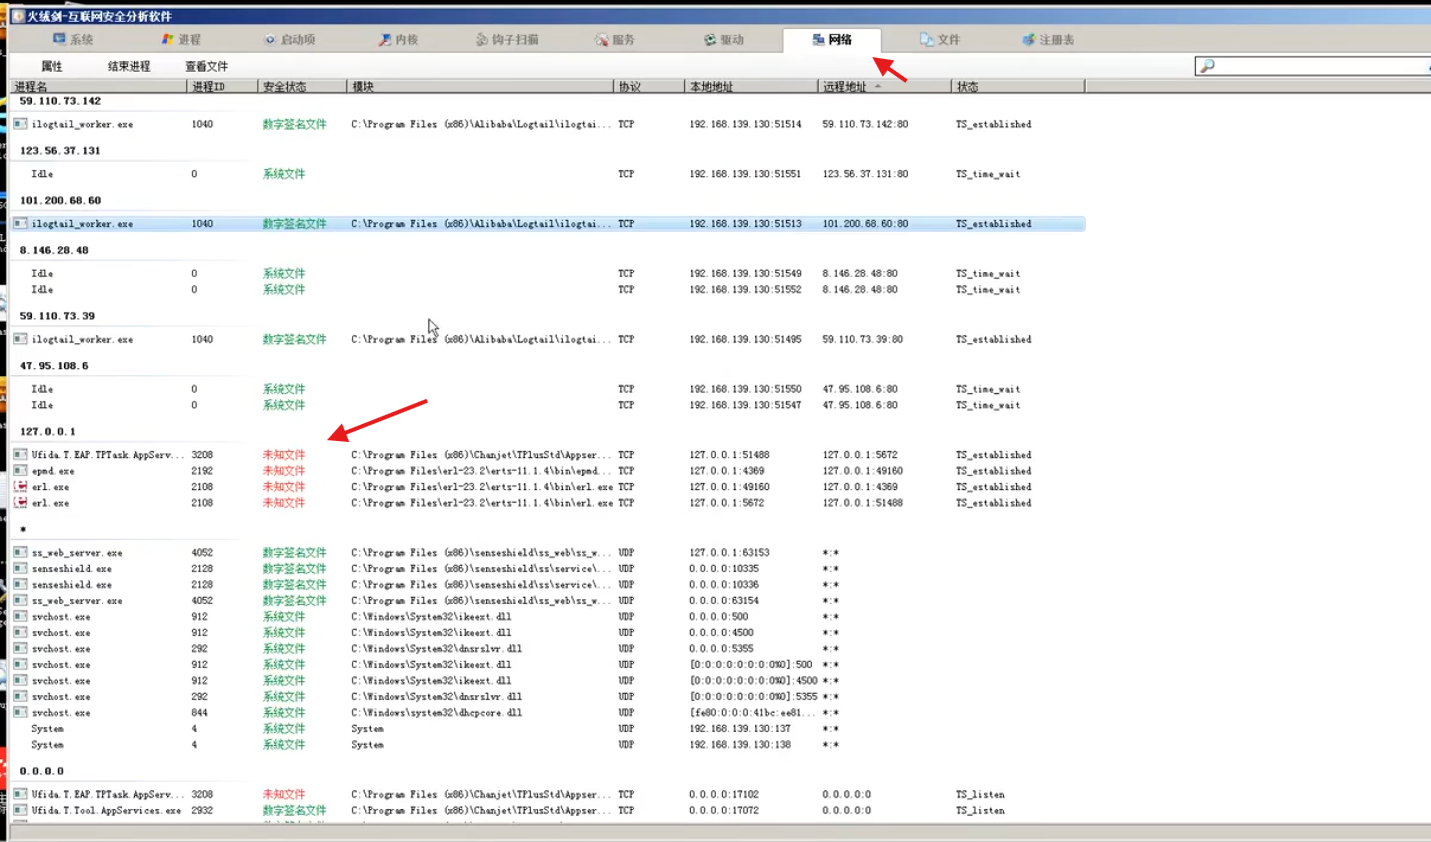 火绒剑-互联网安全分析软件
系统 进程 启动项 内核 钩子扫描 服务 驱动 网络 文件 注册表
属性 结束进程 查看文件
进程名 进程ID 安全状态 模块 协议 本地地址 远程地址 状态
59.110.73.142
ilogtail_worker.exe 1040 数字签名文件 C:\Program Files (x86)\Alibaba\Logtail\ilogtai... TCP 192.168.139.130:51514 59.110.73.142:80 TS_established
123.56.37.131
Idle 0 系统文件 TCP 192.168.139.130:51551 123.56.37.131:80 TS_time_wait
101.200.68.60
ilogtail_worker.exe 1040 数字签名文件 C:\Program Files (x86)\Alibaba\Logtail\ilogtai... TCP 192.168.139.130:51513 101.200.68.60:80 TS_established
8.146.28.48
Idle 0 系统文件 TCP 192.168.139.130:51549 8.146.28.48:80 TS_time_wait
Idle 0 系统文件 TCP 192.168.139.130:51552 8.146.28.48:80 TS_time_wait
59.110.73.39
ilogtail_worker.exe 1040 数字签名文件 C:\Program Files (x86)\Alibaba\Logtail\ilogtai... TCP 192.168.139.130:51495 59.110.73.39:80 TS_established
47.95.108.6
Idle 0 系统文件 TCP 192.168.139.130:51550 47.95.108.6:80 TS_time_wait
Idle 0 系统文件 TCP 192.168.139.130:51547 47.95.108.6:80 TS_time_wait
127.0.0.1
Ufida.T.EAP.TPTask.AppServ... 3208 未知文件 C:\Program Files (x86)\Chanjet\TPlusStd\Appser... TCP 127.0.0.1:51488 127.0.0.1:5672 TS_established
epmd.exe 2192 未知文件 C:\Program Files\erl-23.2\erts-11.1.4\bin\epmd... TCP 127.0.0.1:4369 127.0.0.1:49160 TS_established
erl.exe 2108 未知文件 C:\Program Files\erl-23.2\erts-11.1.4\bin\erl.exe TCP 127.0.0.1:49160 127.0.0.1:4369 TS_established
erl.exe 2108 未知文件 C:\Program Files\erl-23.2\erts-11.1.4\bin\erl.exe TCP 127.0.0.1:5672 127.0.0.1:51488 TS_established
*
ss_web_server.exe 4052 数字签名文件 C:\Program Files (x86)\senseshield\ss_web\ss_w... UDP 127.0.0.1:63153 *:*
senseshield.exe 2128 数字签名文件 C:\Program Files (x86)\senseshield\ss\service\... UDP 0.0.0.0:10335 *:*
senseshield.exe 2128 数字签名文件 C:\Program Files (x86)\senseshield\ss\service\... UDP 0.0.0.0:10336 *:*
ss_web_server.exe 4052 数字签名文件 C:\Program Files (x86)\senseshield\ss_web\ss_w... UDP 0.0.0.0:63154 *:*
svchost.exe 912 系统文件 C:\Windows\System32\ikeext.dll UDP 0.0.0.0:500 *:*
svchost.exe 912 系统文件 C:\Windows\System32\ikeext.dll UDP 0.0.0.0:4500 *:*
svchost.exe 292 系统文件 C:\Windows\System32\dnsrslvr.dll UDP 0.0.0.0:5355 *:*
svchost.exe 912 系统文件 C:\Windows\System32\ikeext.dll UDP [0:0:0:0:0:0:0:0%0]:500 *:*
svchost.exe 912 系统文件 C:\Windows\System32\ikeext.dll UDP [0:0:0:0:0:0:0:0%0]:4500 *:*
svchost.exe 292 系统文件 C:\Windows\System32\dnsrslvr.dll UDP [0:0:0:0:0:0:0:0%0]:5355 *:*
svchost.exe 844 系统文件 C:\Windows\system32\dhcpcore.dll UDP [fe80:0:0:0:41bc:ee81... *:*
System 4 系统文件 System UDP 192.168.139.130:137 *:*
System 4 系统文件 System UDP 192.168.139.130:138 *:*
0.0.0.0
Ufida.T.EAP.TPTask.AppServ... 3208 未知文件 C:\Program Files (x86)\Chanjet\TPlusStd\Appser... TCP 0.0.0.0:17102 0.0.0.0:0 TS_listen
Ufida.T.Tool.AppServices.exe 2932 数字签名文件 C:\Program Files (x86)\Chanjet\TPlusStd\Appser... TCP 0.0.0.0:17072 0.0.0.0:0 TS_listen